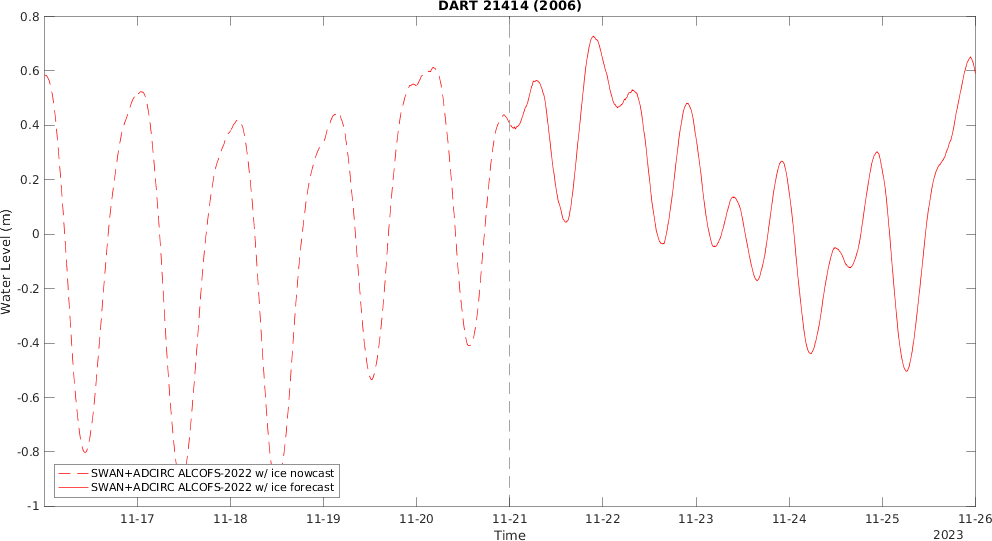 DART 21414 (2006)
0.8
0.6
0.4
0.2
0
-0.2
-0.4
-0.6
-0.8
-1
Water Level (m)
SWAN+ADCIRC ALCOFS-2022 w/ ice nowcast
SWAN+ADCIRC ALCOFS-2022 w/ ice forecast
11-17 11-18 11-19 11-20 11-21 11-22 11-23 11-24 11-25 11-26
Time
2023